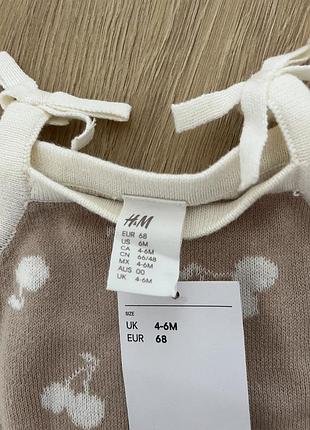 H&M
EUR 68
US 6M
CA 4-6M
CN 66/48
MX 4-6M
AUS 00
UK 4-6M
SIZE
UK 4-6M
EUR 68